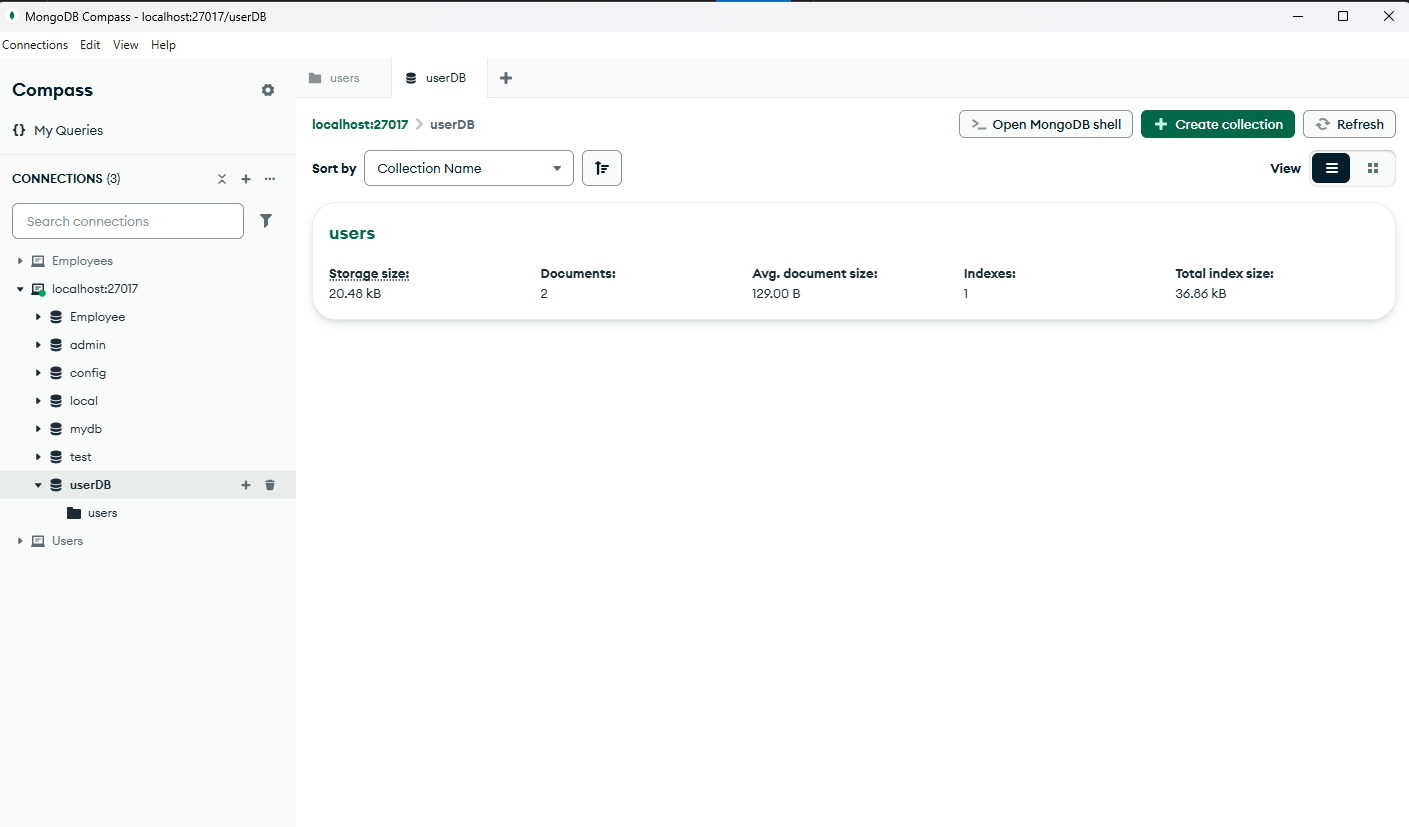 MongoDB Compass - localhost:27017/userDB
Connections Edit View Help
Compass
My Queries
CONNECTIONS (3)
Search connections
Employees
localhost:27017
Employee
admin
config
local
mydb
test
userDB
users
Users
users userDB
localhost:27017 > userDB
>_ Open MongoDB shell + Create collection Refresh
Sort by Collection Name View
users
Storage size: Documents: Avg. document size: Indexes: Total index size:
20.48 kB 2 129.00 B 1 36.86 kB